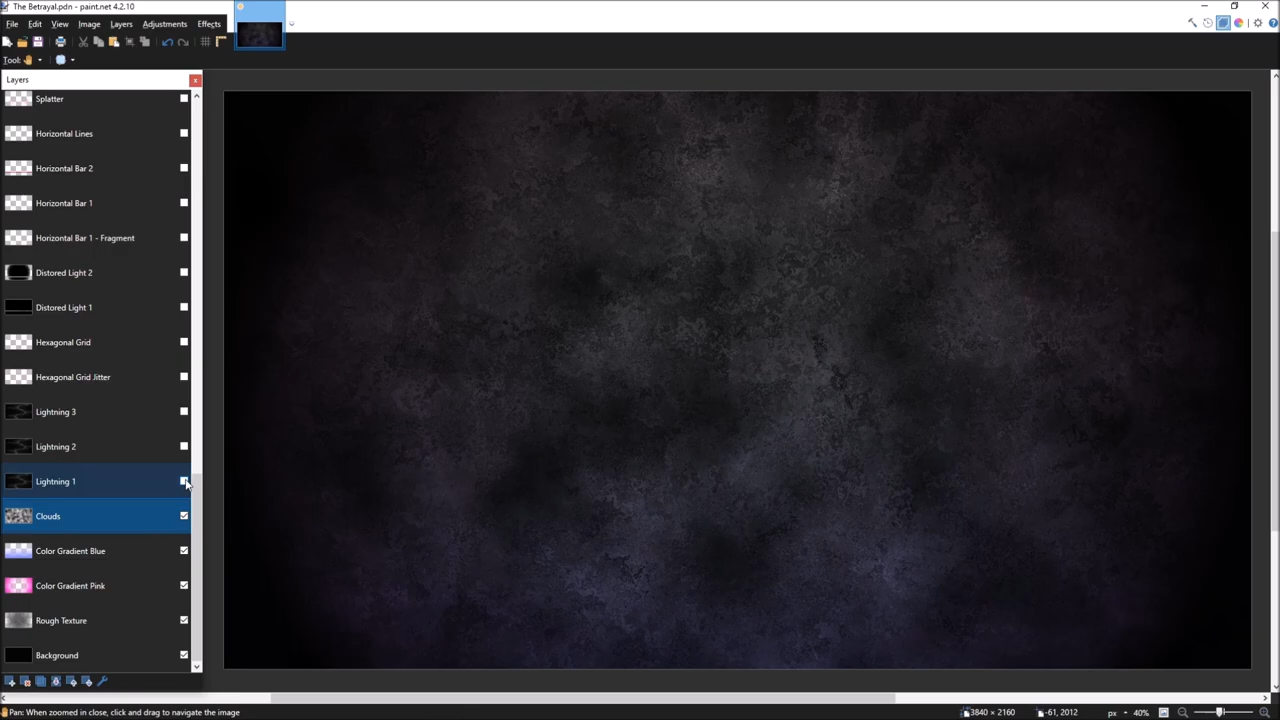 The Betrayal.pdn - paint.net 4.2.10
File Edit View Image Layers Adjustments Effects
Tool:
Layers
Splatter
Horizontal Lines
Horizontal Bar 2
Horizontal Bar 1
Horizontal Bar 1 - Fragment
Distored Light 2
Distored Light 1
Hexagonal Grid
Hexagonal Grid Jitter
Lightning 3
Lightning 2
Lightning 1
Clouds
Color Gradient Blue
Color Gradient Pink
Rough Texture
Background
Pan: When zoomed in close, click and drag to navigate the image 3840 × 2160 -61, 2012 px 40%